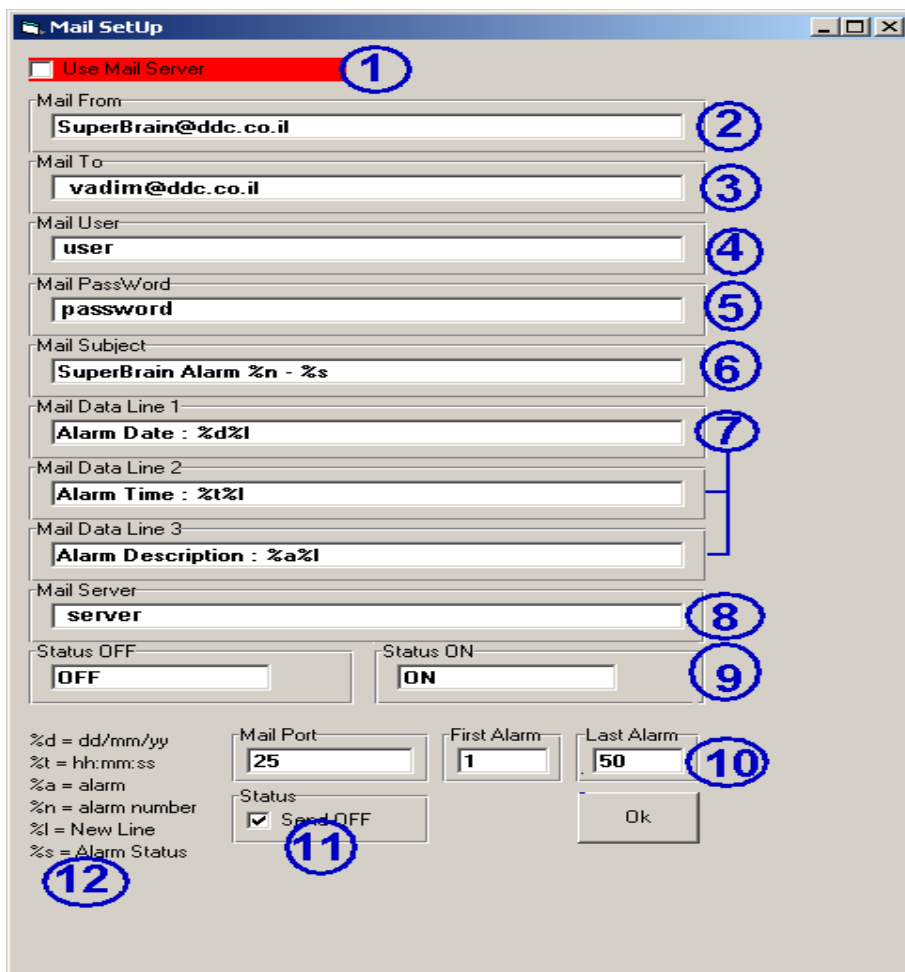 Mail SetUp
Use Mail Server
1
Mail From
SuperBrain@ddc.co.il
2
Mail To
vadim@ddc.co.il
3
Mail User
user
4
Mail PassWord
password
5
Mail Subject
SuperBrain Alarm %n - %s
6
Mail Data Line 1
Alarm Date : %d%l
7
Mail Data Line 2
Alarm Time : %t%l
Mail Data Line 3
Alarm Description : %a%l
Mail Server
server
8
Status OFF Status ON
OFF ON
9
%d = dd/mm/yy
%t = hh:mm:ss
%a = alarm
%n = alarm number
%l = New Line
%s = Alarm Status
12
Mail Port First Alarm Last Alarm
25 1 50
10
Status
Send OFF
11
Ok